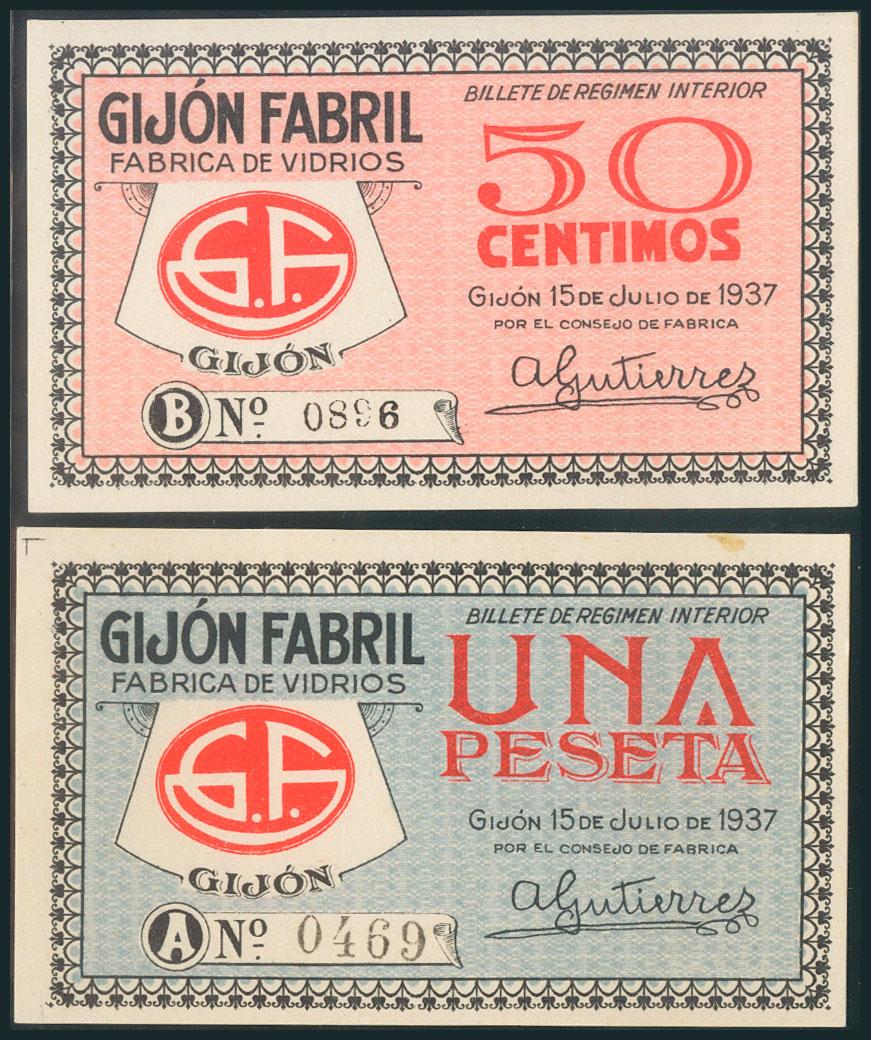 GIJÓN FABRIL
FABRICA DE VIDRIOS
G.F.
GIJÓN
B Nº 0896
BILLETE DE REGIMEN INTERIOR
50
CENTIMOS
GIJÓN 15 DE JULIO DE 1937
POR EL CONSEJO DE FABRICA
AGutierrez
GIJÓN FABRIL
FABRICA DE VIDRIOS
G.F.
GIJÓN
A Nº 0469
BILLETE DE REGIMEN INTERIOR
UNA
PESETA
GIJÓN 15 DE JULIO DE 1937
POR EL CONSEJO DE FABRICA
AGutierrez